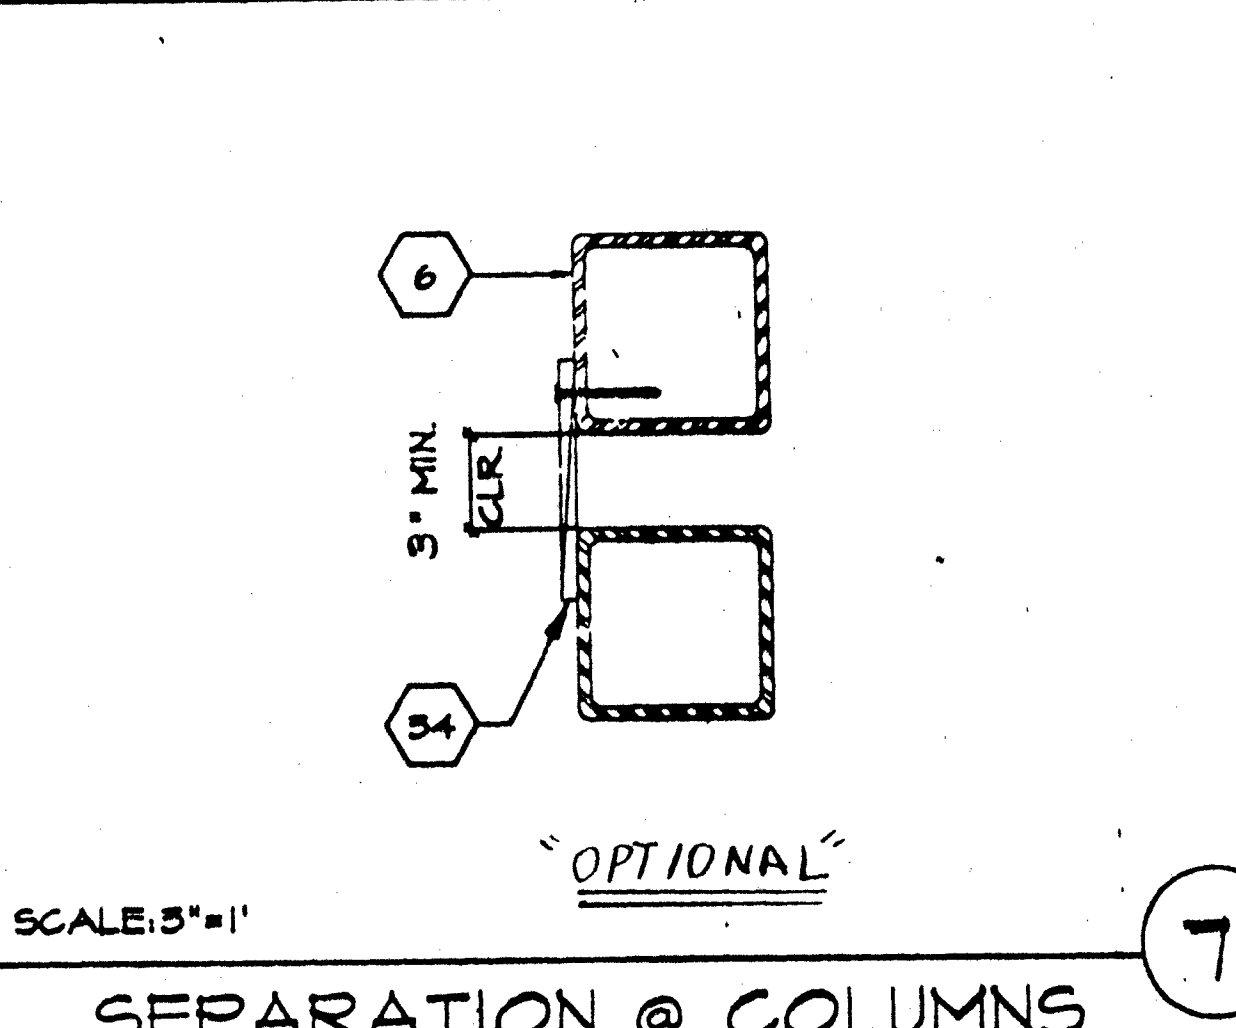 6
3" MIN.
CLR.
34
"OPTIONAL"
SCALE: 3"=1'
7
SEPARATION @ COLUMNS